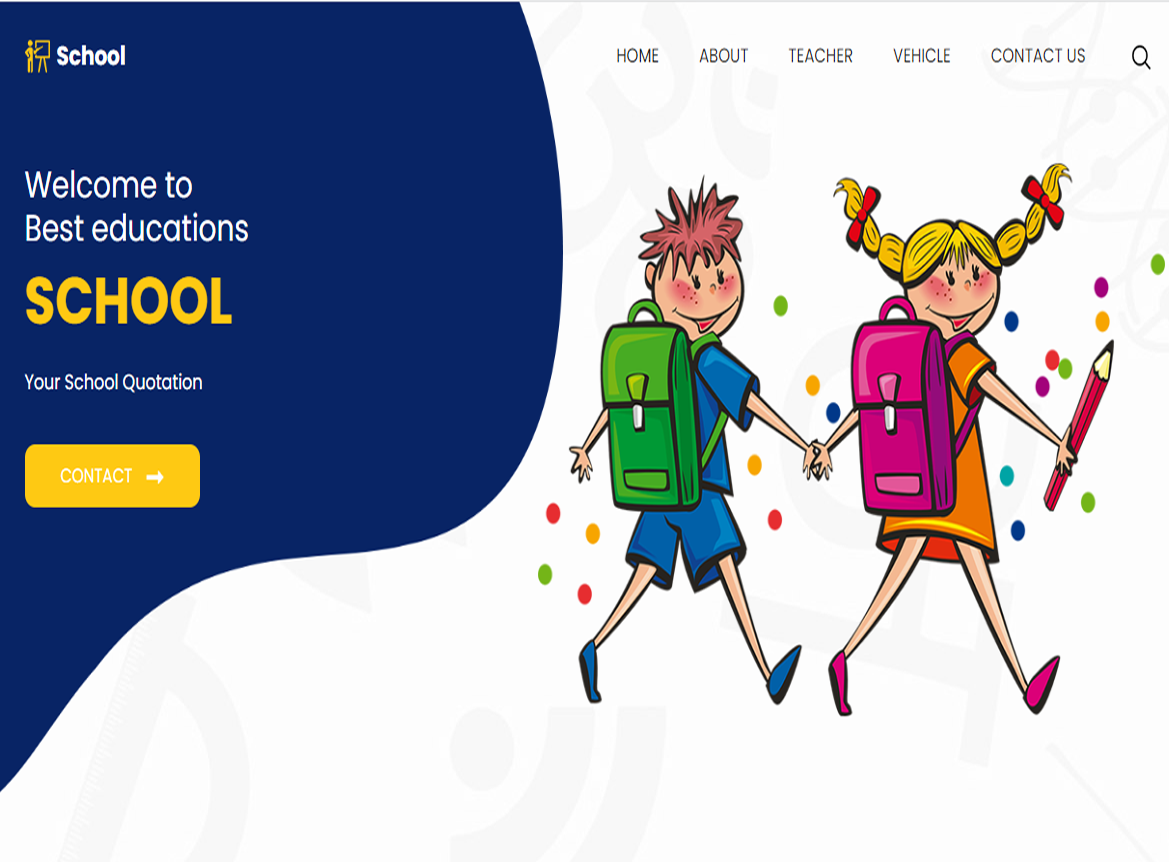 School
HOME ABOUT TEACHER VEHICLE CONTACT US
Welcome to
Best educations
SCHOOL
Your School Quotation
CONTACT